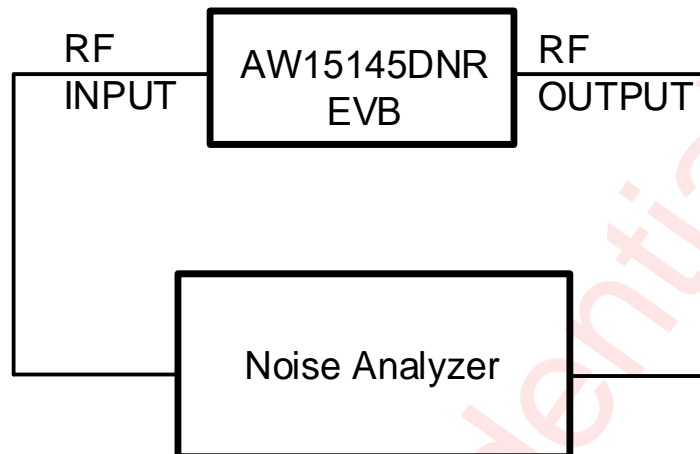 RF
INPUT
AW15145DNR
EVB
RF
OUTPUT
Noise Analyzer